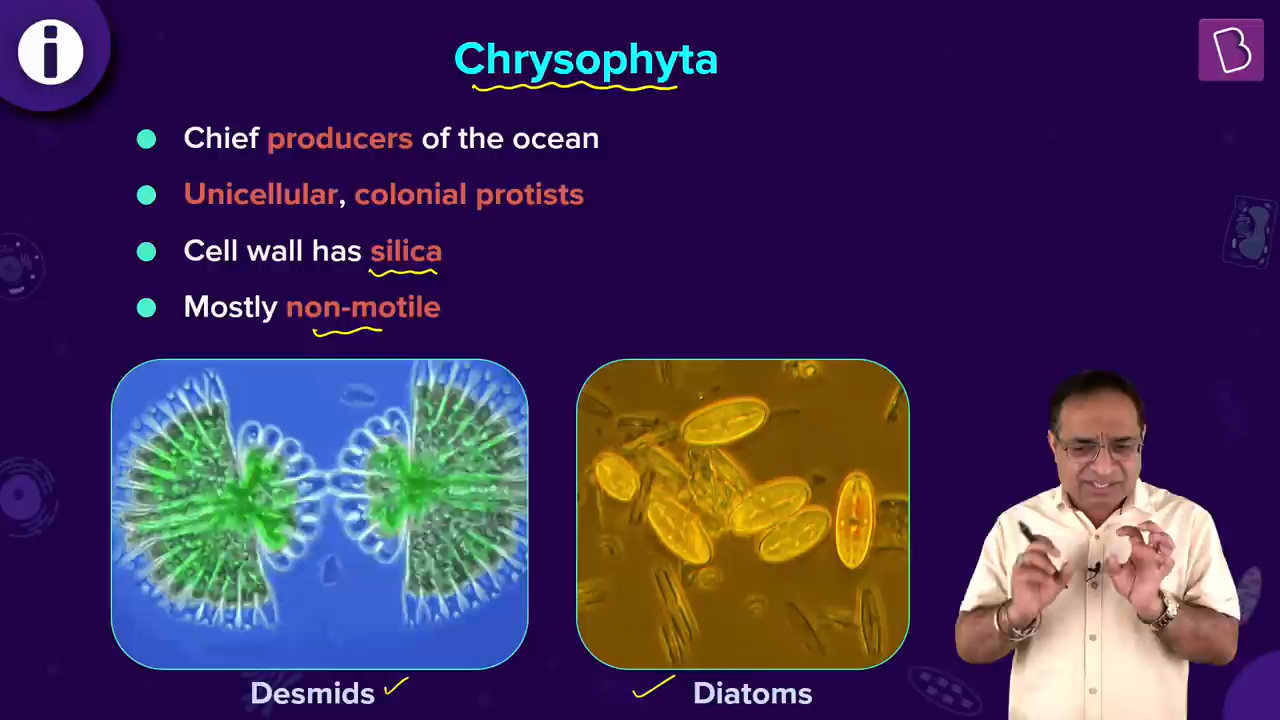 Chrysophyta
Chief producers of the ocean
Unicellular, colonial protists
Cell wall has silica
Mostly non-motile
Desmids
Diatoms